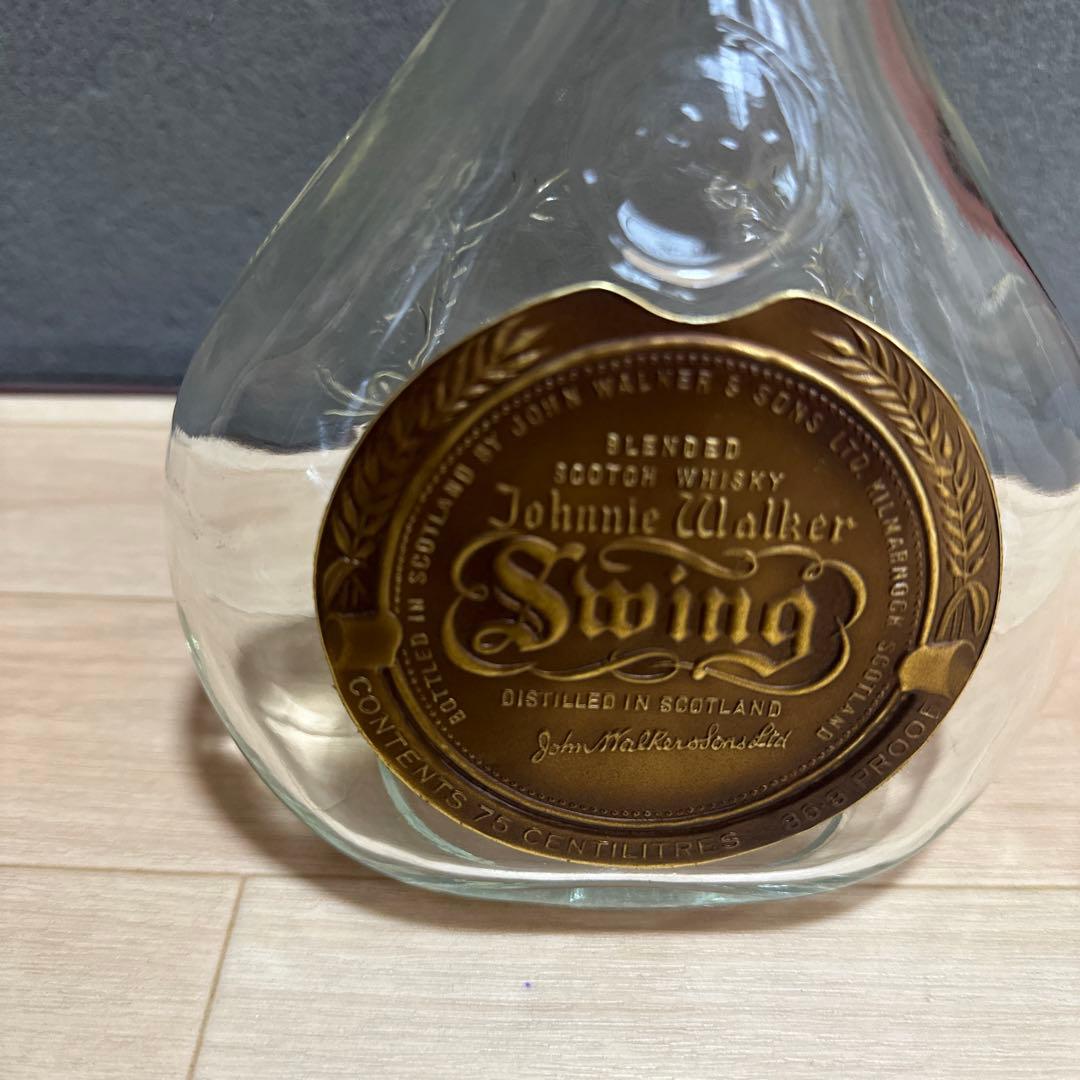 BOTTLED IN SCOTLAND BY JOHN WALKER & SONS LTD. KILMARNOCK SCOTLAND
BLENDED
SCOTCH WHISKY
Johnnie Walker
Swing
DISTILLED IN SCOTLAND
John Walker & Sons Ltd
CONTENTS 75 CENTILITRES 86·8 PROOF